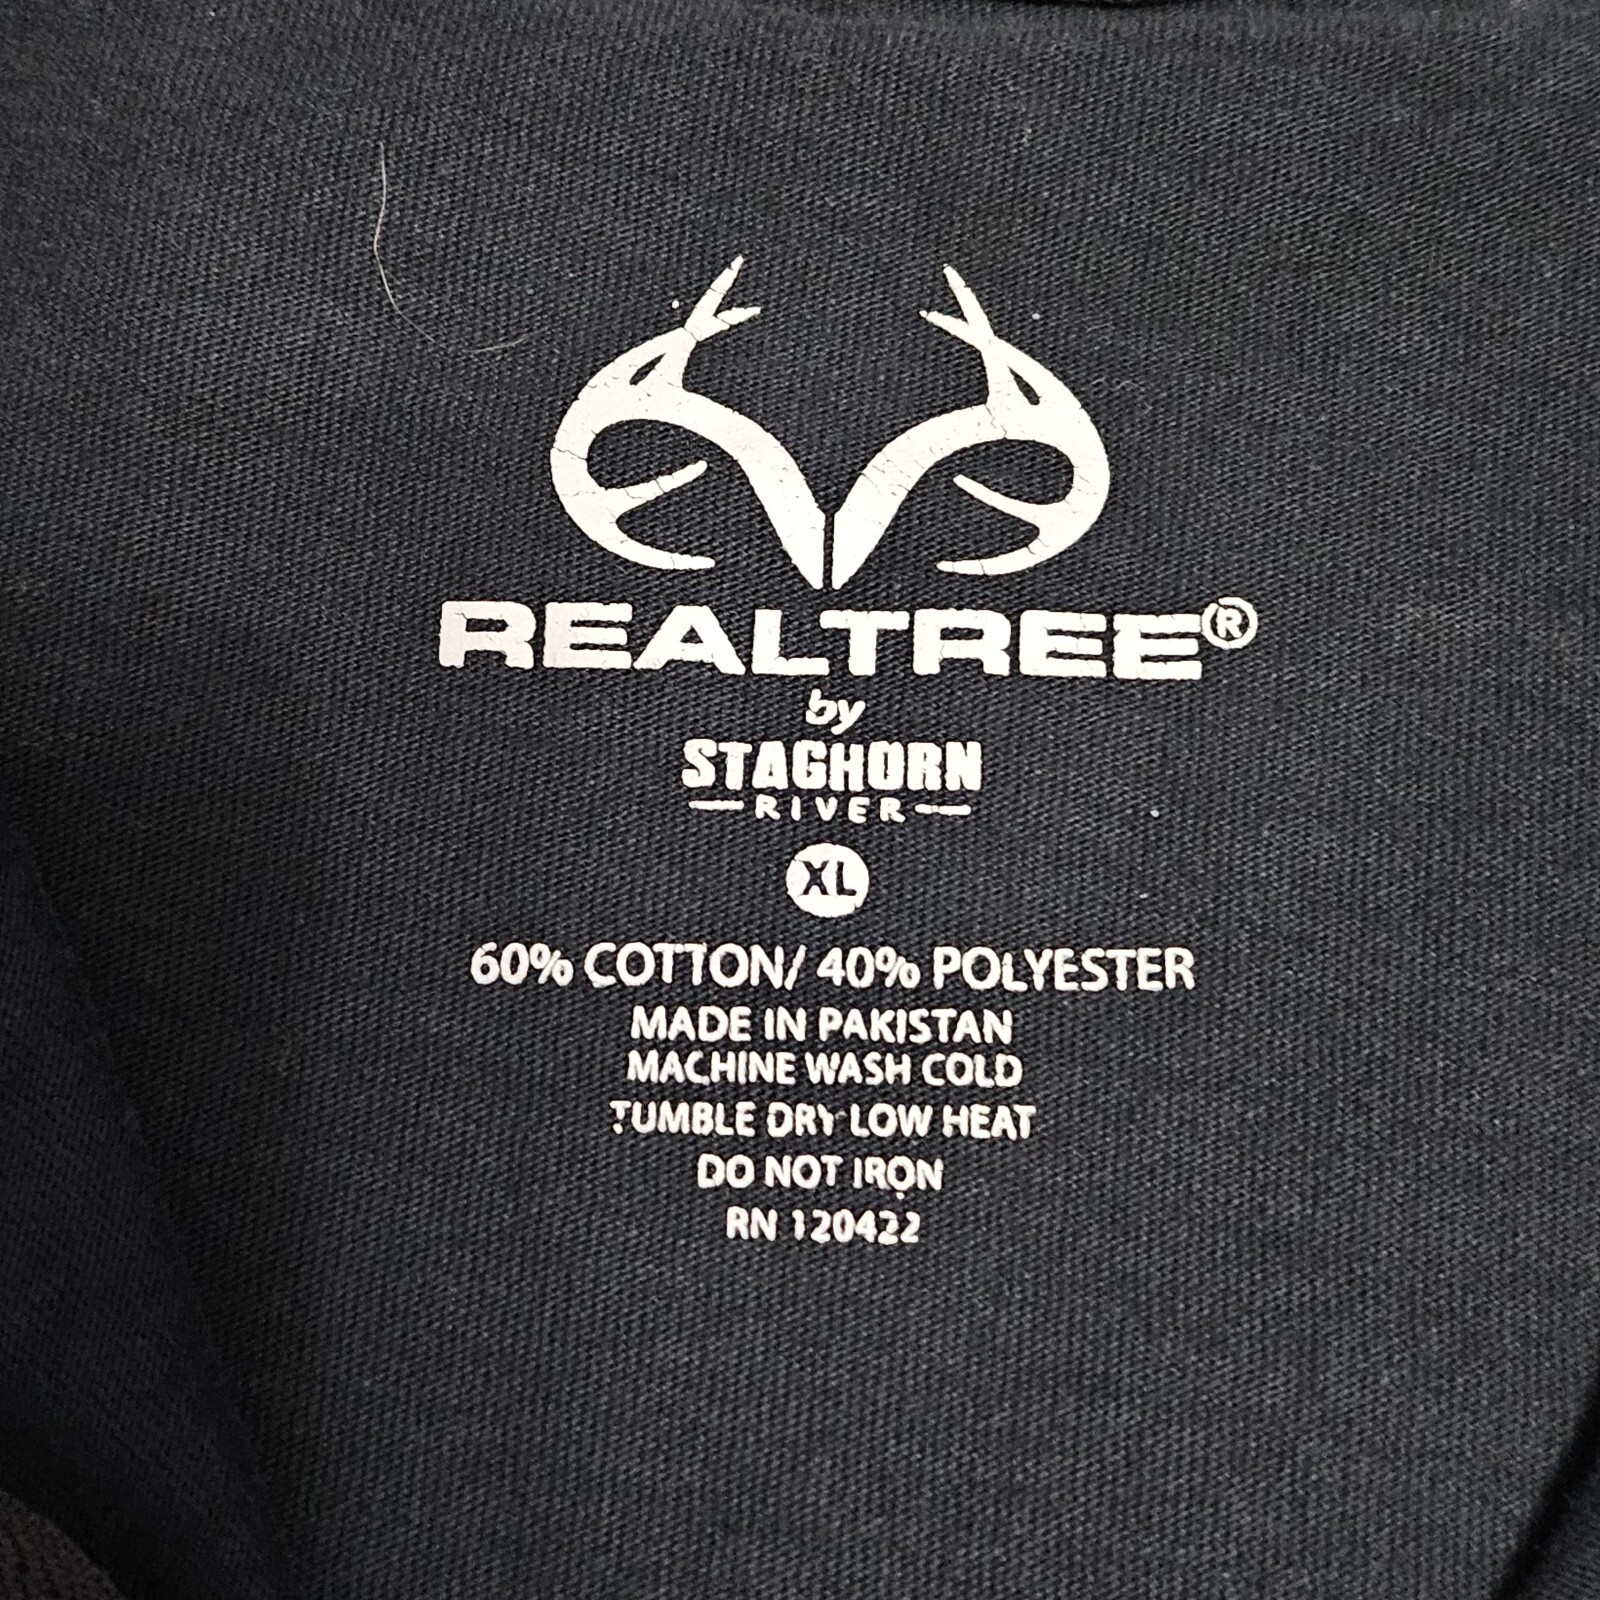 REALTREE®
by
STAGHORN
RIVER
XL
60% COTTON/ 40% POLYESTER
MADE IN PAKISTAN
MACHINE WASH COLD
TUMBLE DRY LOW HEAT
DO NOT IRON
RN 120422